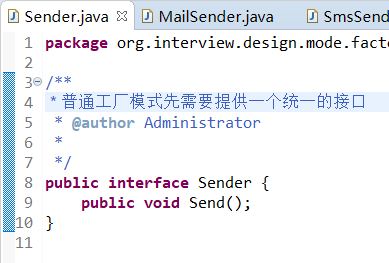 Sender.java MailSender.java SmsSend
1 package org.interview.design.mode.facto
2
3 /**
4 *普通工厂模式先需要提供一个统一的接口
5 * @author Administrator
6 *
7 */
8 public interface Sender {
9 public void Send();
10 }
11